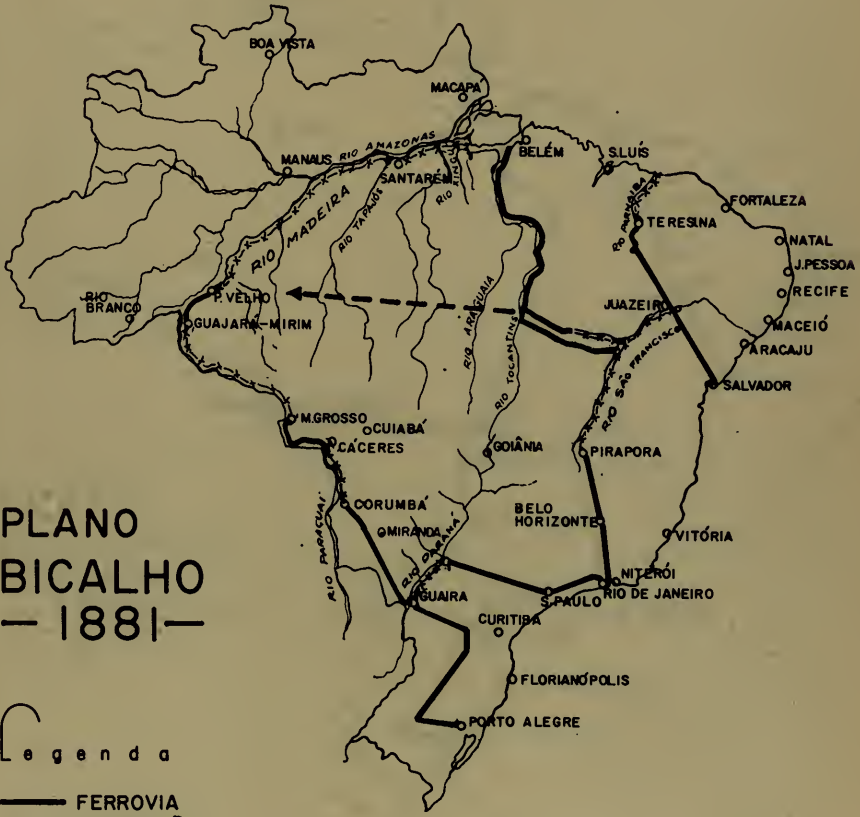 BOA VISTA
MACAPÁ
RIO AMAZONAS
BELÉM
S.LUÍS
MANAUS
SANTARÉM
RIO XINGU
FORTALEZA
RIO MADEIRA
RIO TAPAJÓS
RIO PARNAIBA
TERESINA
NATAL
J.PESSOA
RIO BRANCO
P. VELHO
RECIFE
GUAJARÁ-MIRIM
RIO ARAGUAIA
RIO TOCANTINS
JUAZEIRO
MACEIÓ
RIO SÃO FRANCISCO
ARACAJU
SALVADOR
M.GROSSO
CUIABÁ
CÁCERES
GOIÂNIA
PIRAPORA
CORUMBÁ
RIO PARAGUAI
MIRANDA
BELO
HORIZONTE
VITÓRIA
RIO PARANÁ
PLANO
BICALHO
— 1881—
GUAIRA
S.PAULO
NITERÓI
RIO DE JANEIRO
CURITIBA
FLORIANÓPOLIS
PORTO ALEGRE
Legenda
FERROVIA